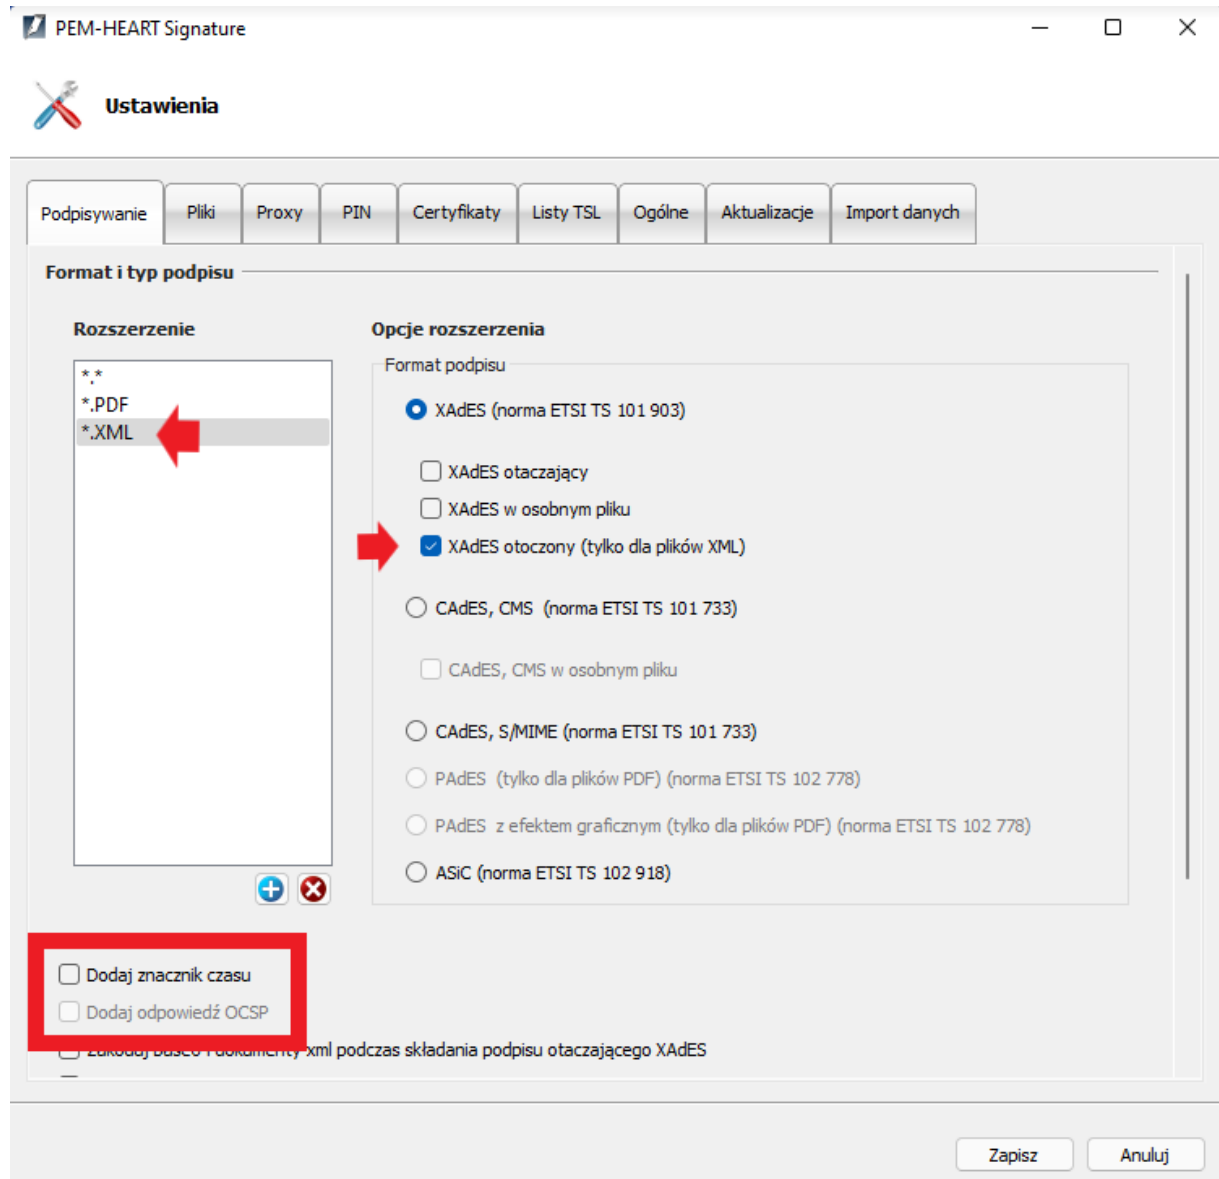 PEM-HEART Signature
Ustawienia
Podpisywanie Pliki Proxy PIN Certyfikaty Listy TSL Ogólne Aktualizacje Import danych
Format i typ podpisu
Rozszerzenie
Opcje rozszerzenia
*.*
*.PDF
*.XML
Format podpisu
XAdES (norma ETSI TS 101 903)
XAdES otaczający
XAdES w osobnym pliku
XAdES otoczony (tylko dla plików XML)
CAdES, CMS (norma ETSI TS 101 733)
CAdES, CMS w osobnym pliku
CAdES, S/MIME (norma ETSI TS 101 733)
PAdES (tylko dla plików PDF) (norma ETSI TS 102 778)
PAdES z efektem graficznym (tylko dla plików PDF) (norma ETSI TS 102 778)
ASiC (norma ETSI TS 102 918)
Dodaj znacznik czasu
Dodaj odpowiedź OCSP
xml podczas składania podpisu otaczającego XAdES
Zapisz Anuluj